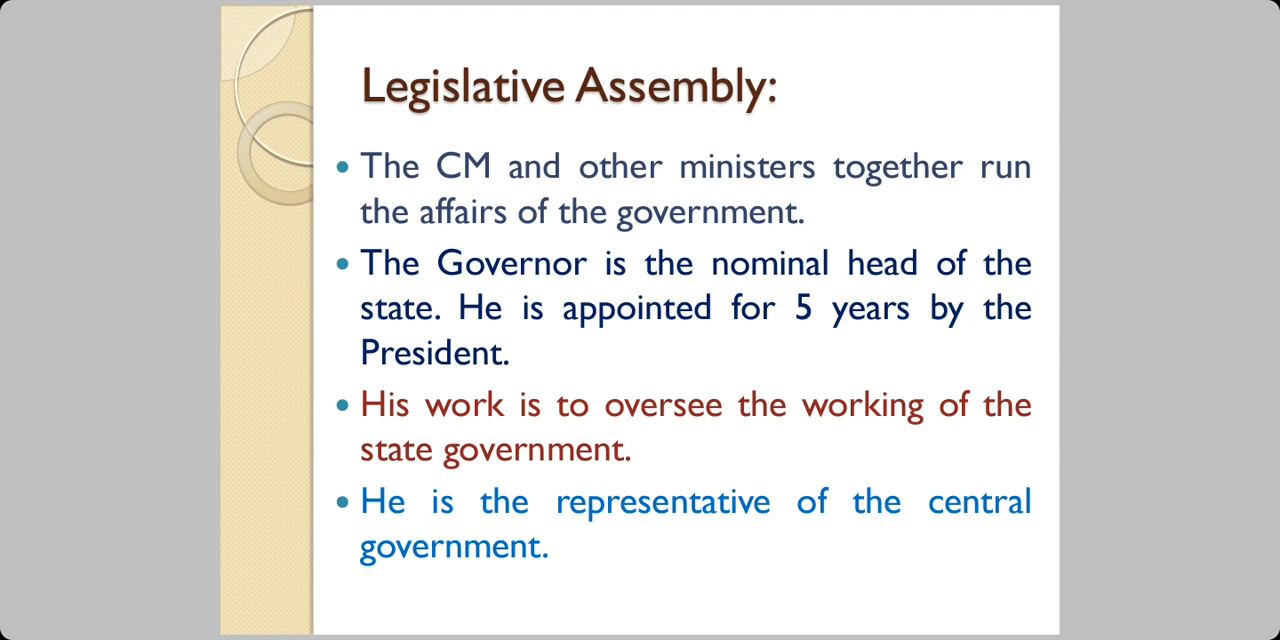 Legislative Assembly:
• The CM and other ministers together run
the affairs of the government.
• The Governor is the nominal head of the
state. He is appointed for 5 years by the
President.
• His work is to oversee the working of the
state government.
• He is the representative of the central
government.